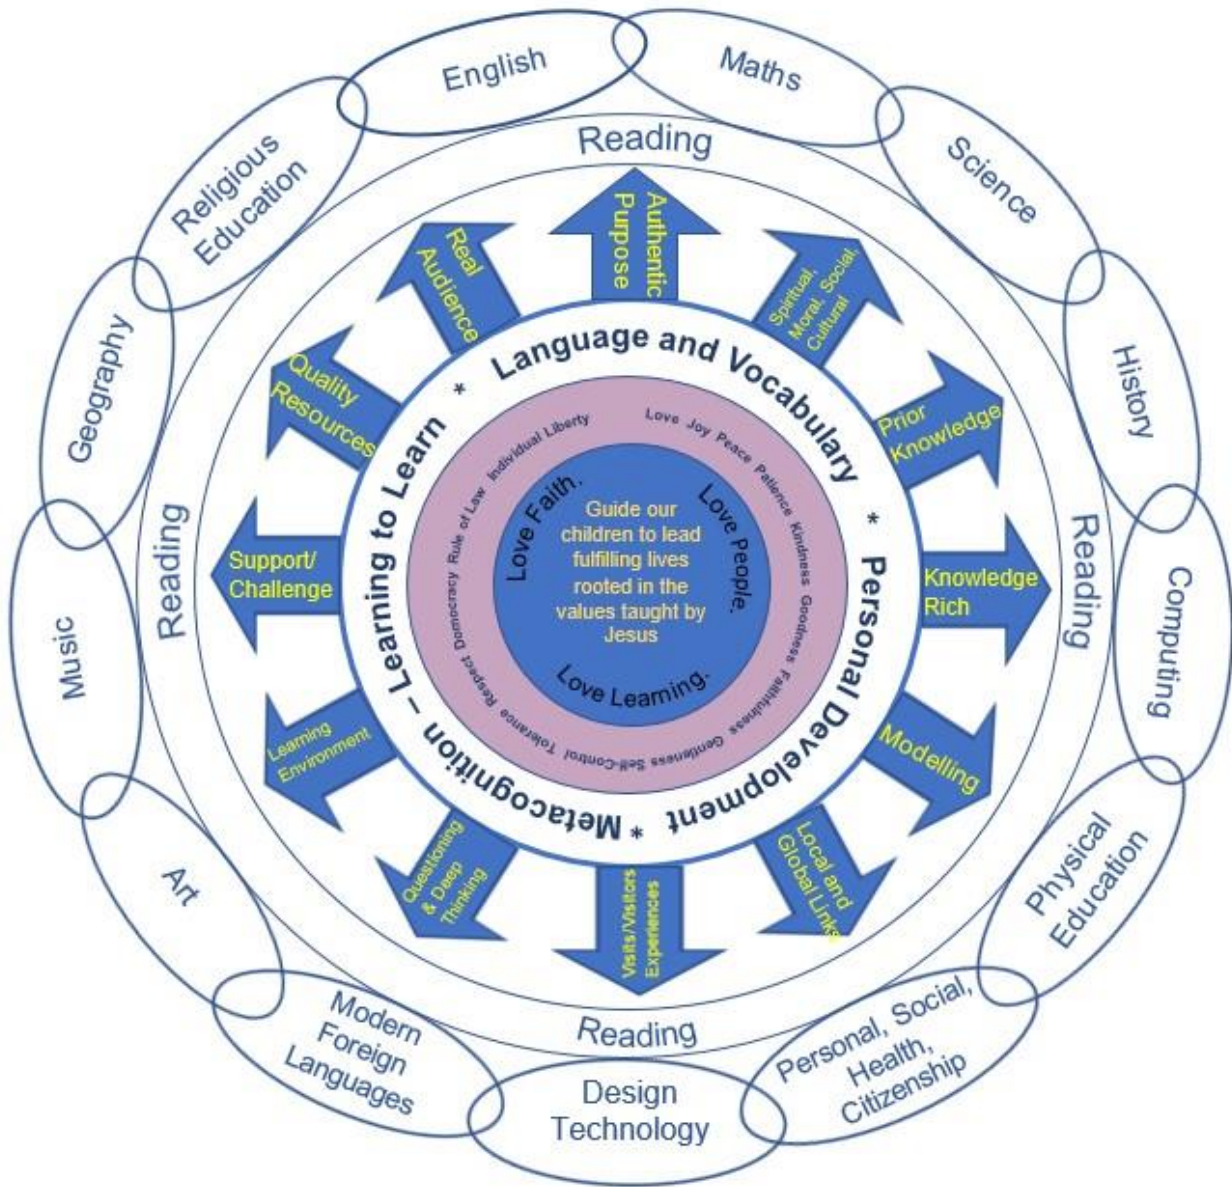 English
Maths
Science
History
Computing
Physical
Education
Personal, Social,
Health,
Citizenship
Design
Technology
Modern
Foreign
Languages
Art
Music
Geography
Religious
Education
Reading
Reading
Reading
Reading
Authentic
Purpose
Spiritual,
Moral, Social,
Cultural
Prior
Knowledge
Knowledge
Rich
Modelling
Local and
Global Links
Visits/Visitors
Experiences
Questioning
& Deep
Thinking
Learning
Environment
Support/
Challenge
Quality
Resources
Real
Audience
* Language and Vocabulary * Personal Development * Metacognition – Learning to Learn
Love Joy Peace Patience Kindness Goodness Faithfulness Gentleness Self-Control Tolerance Respect Democracy Rule of Law Individual Liberty
Love Faith.
Love People.
Love Learning.
Guide our
children to lead
fulfilling lives
rooted in the
values taught by
Jesus